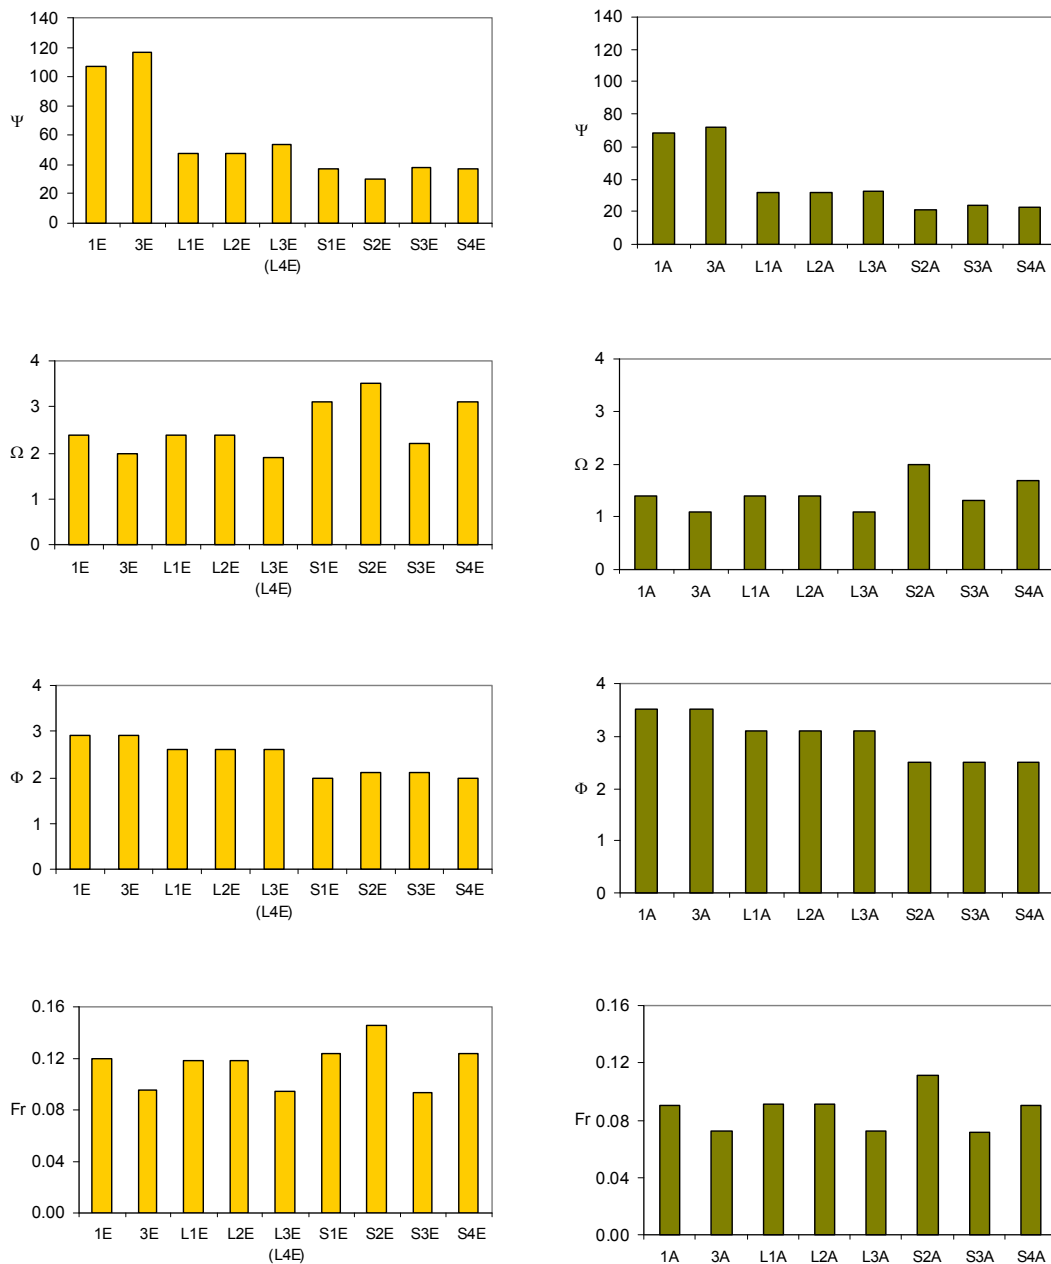 140
120
100
80
60
40
20
0
Ψ
1E 3E L1E L2E L3E S1E S2E S3E S4E
(L4E)
140
120
100
80
60
40
20
0
Ψ
1A 3A L1A L2A L3A S2A S3A S4A
4
3
Ω 2
1
0
1E 3E L1E L2E L3E S1E S2E S3E S4E
(L4E)
4
3
Ω 2
1
0
1A 3A L1A L2A L3A S2A S3A S4A
4
3
Φ 2
1
0
1E 3E L1E L2E L3E S1E S2E S3E S4E
(L4E)
4
3
Φ 2
1
0
1A 3A L1A L2A L3A S2A S3A S4A
0.16
0.12
Fr 0.08
0.04
0.00
1E 3E L1E L2E L3E S1E S2E S3E S4E
(L4E)
0.16
0.12
Fr 0.08
0.04
0.00
1A 3A L1A L2A L3A S2A S3A S4A